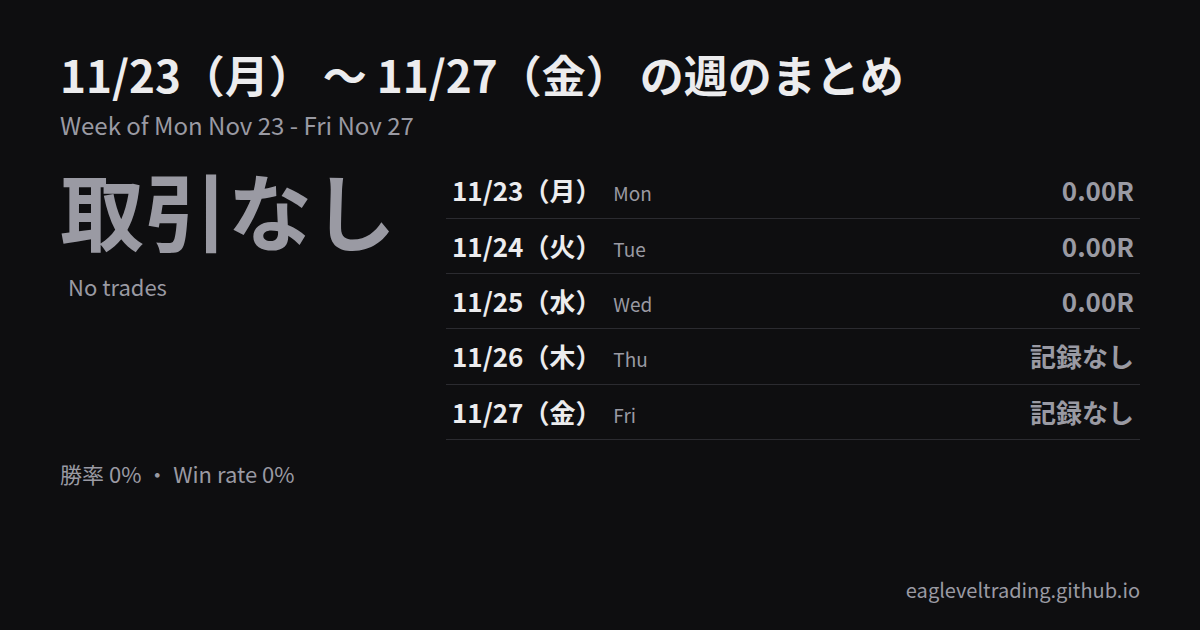 11/23（月） ～ 11/27（金） の週のまとめ
Week of Mon Nov 23 - Fri Nov 27
取引なし
No trades
11/23（月） Mon 0.00R
11/24（火） Tue 0.00R
11/25（水） Wed 0.00R
11/26（木） Thu 記録なし
11/27（金） Fri 記録なし
勝率 0% ・ Win rate 0%
eagleveltrading.github.io